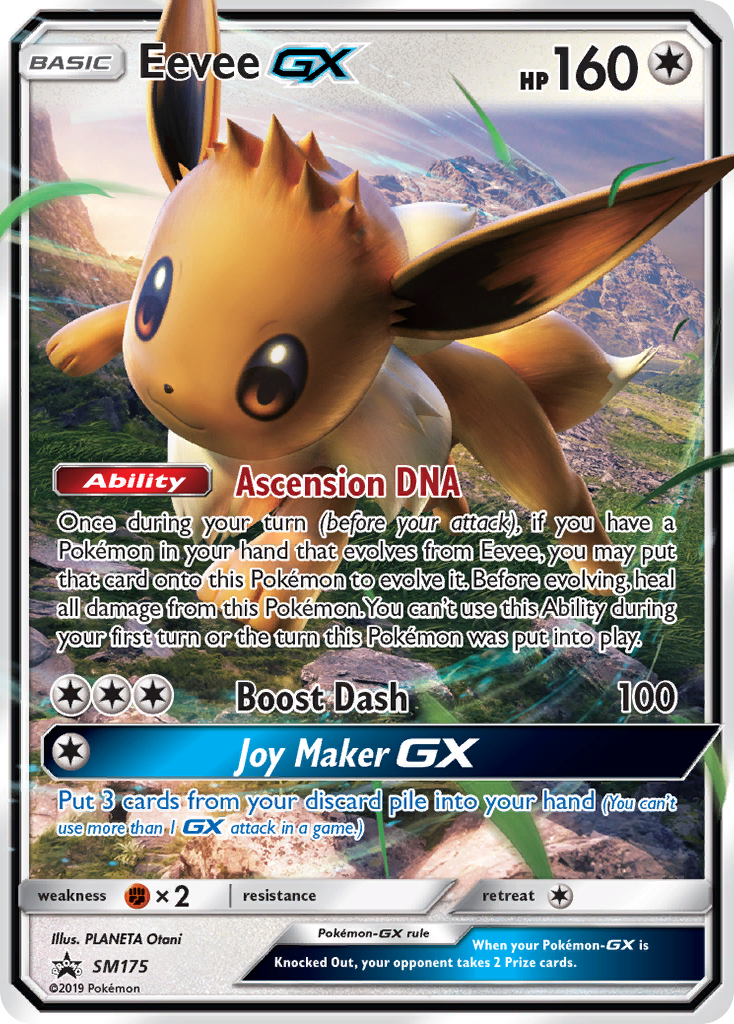 BASIC Eevee GX HP 160
Ability Ascension DNA
Once during your turn (before your attack), if you have a
Pokémon in your hand that evolves from Eevee, you may put
that card onto this Pokémon to evolve it. Before evolving, heal
all damage from this Pokémon. You can't use this Ability during
your first turn or the turn this Pokémon was put into play.
Boost Dash 100
Joy Maker GX
Put 3 cards from your discard pile into your hand (You can't
use more than 1 GX attack in a game.)
weakness × 2 resistance retreat
Illus. PLANETA Otani
PROMO SM175
©2019 Pokémon
Pokémon-GX rule
When your Pokémon-GX is
Knocked Out, your opponent takes 2 Prize cards.